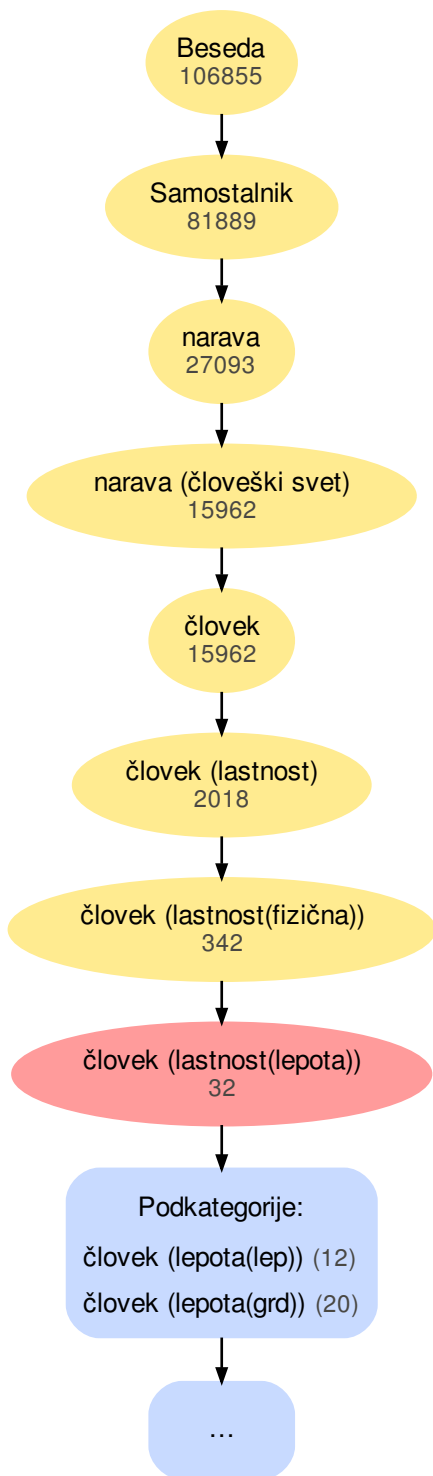 Beseda
106855
Samostalnik
81889
narava
27093
narava (človeški svet)
15962
človek
15962
človek (lastnost)
2018
človek (lastnost(fizična))
342
človek (lastnost(lepota))
32
Podkategorije:
človek (lepota(lep)) (12)
človek (lepota(grd)) (20)
...